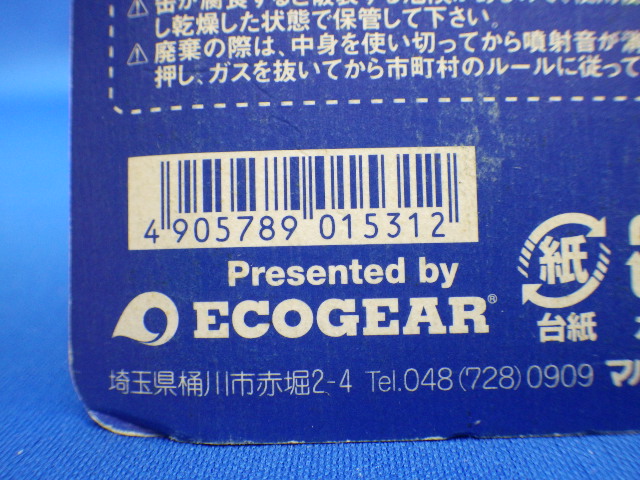 し乾燥した状態で保管して下さい。
⚠廃棄の際は、中身を使い切ってから噴射音が
押し、ガスを抜いてから市町村のルールに従って
4 905789 015312
紙
Presented by
ECOGEAR®
台紙
埼玉県桶川市赤堀2-4 Tel.048(728)0909 マル